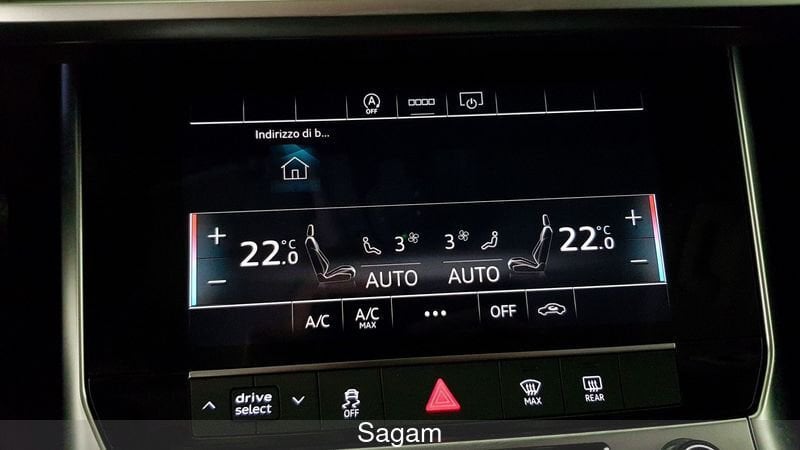 A
OFF
Indirizzo di b...
+ 22.0 °C 3 3 22.0 °C +
− AUTO AUTO −
A/C A/C MAX ••• OFF
drive select OFF MAX REAR
Sagam